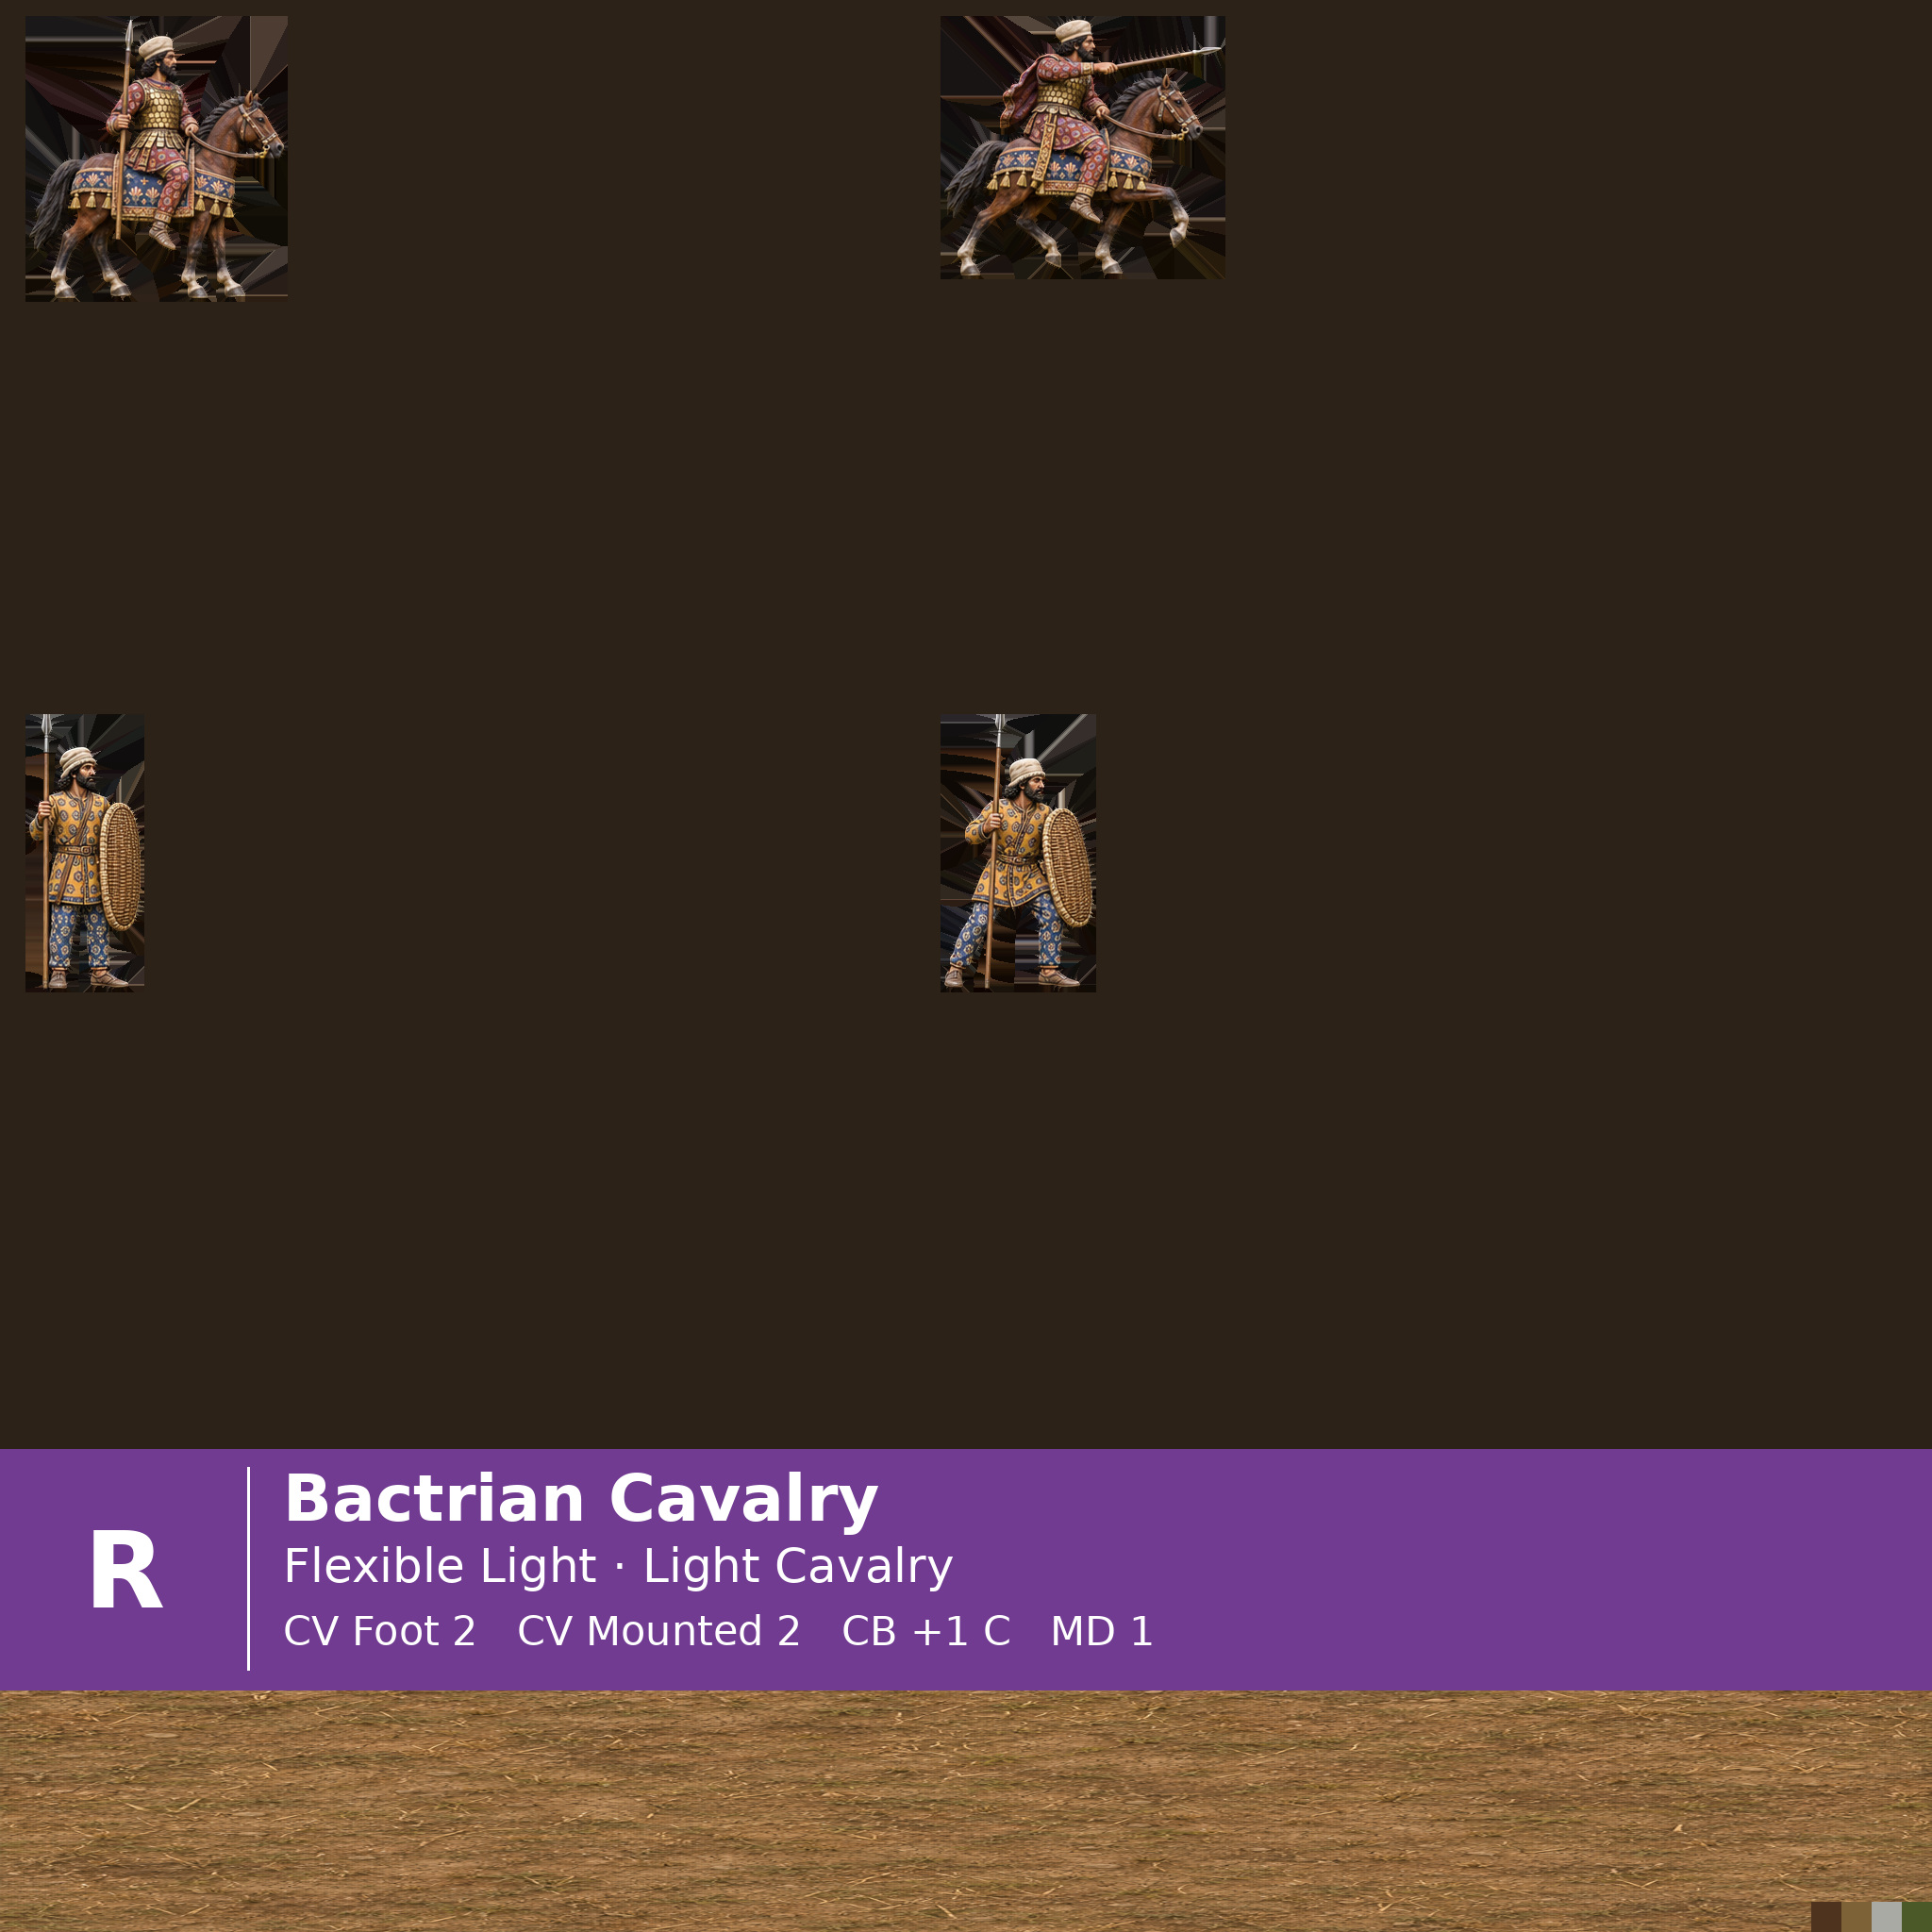 R
Bactrian Cavalry
Flexible Light · Light Cavalry
CV Foot 2 CV Mounted 2 CB +1 C MD 1